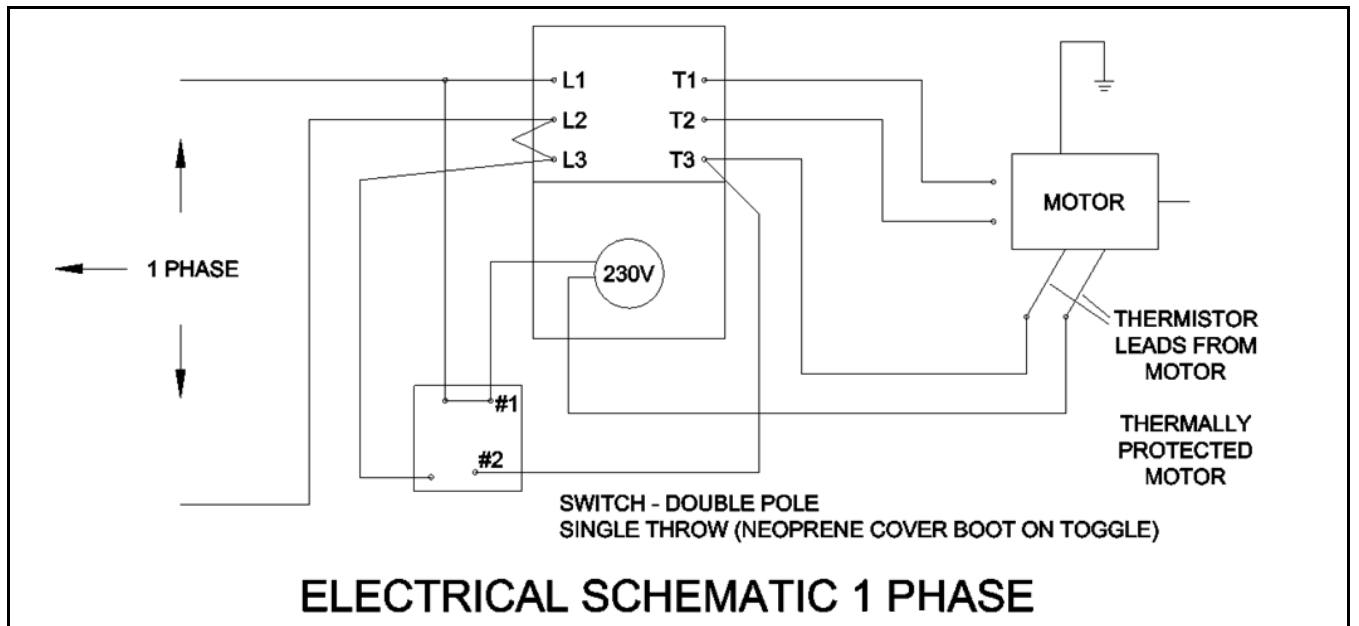 L1
T1
L2
T2
L3
T3
MOTOR
1 PHASE
230V
THERMISTOR
LEADS FROM
MOTOR
#1
THERMALLY
PROTECTED
MOTOR
#2
SWITCH - DOUBLE POLE
SINGLE THROW (NEOPRENE COVER BOOT ON TOGGLE)
ELECTRICAL SCHEMATIC 1 PHASE